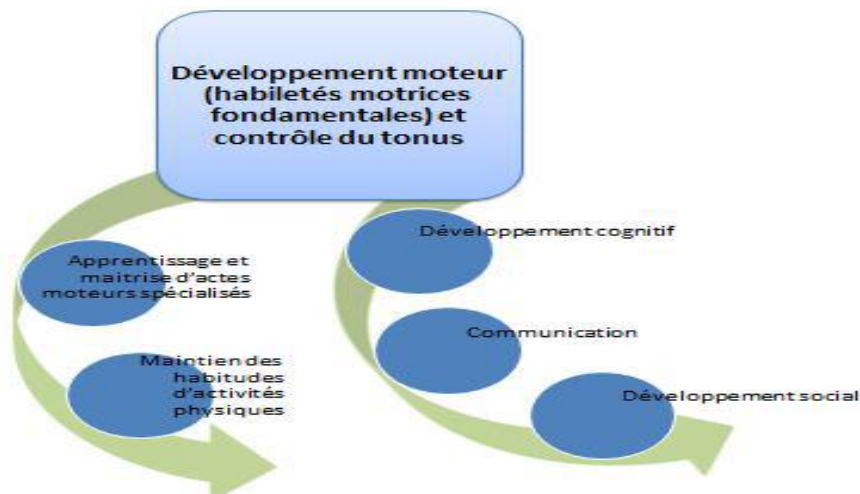 Développement moteur
(habiletés motrices
fondamentales) et
contrôle du tonus
Apprentissage et
maitrise d'actes
moteurs spécialisés
Maintien des
habitudes
d'activités
physiques
Développement cognitif
Communication
Développement social